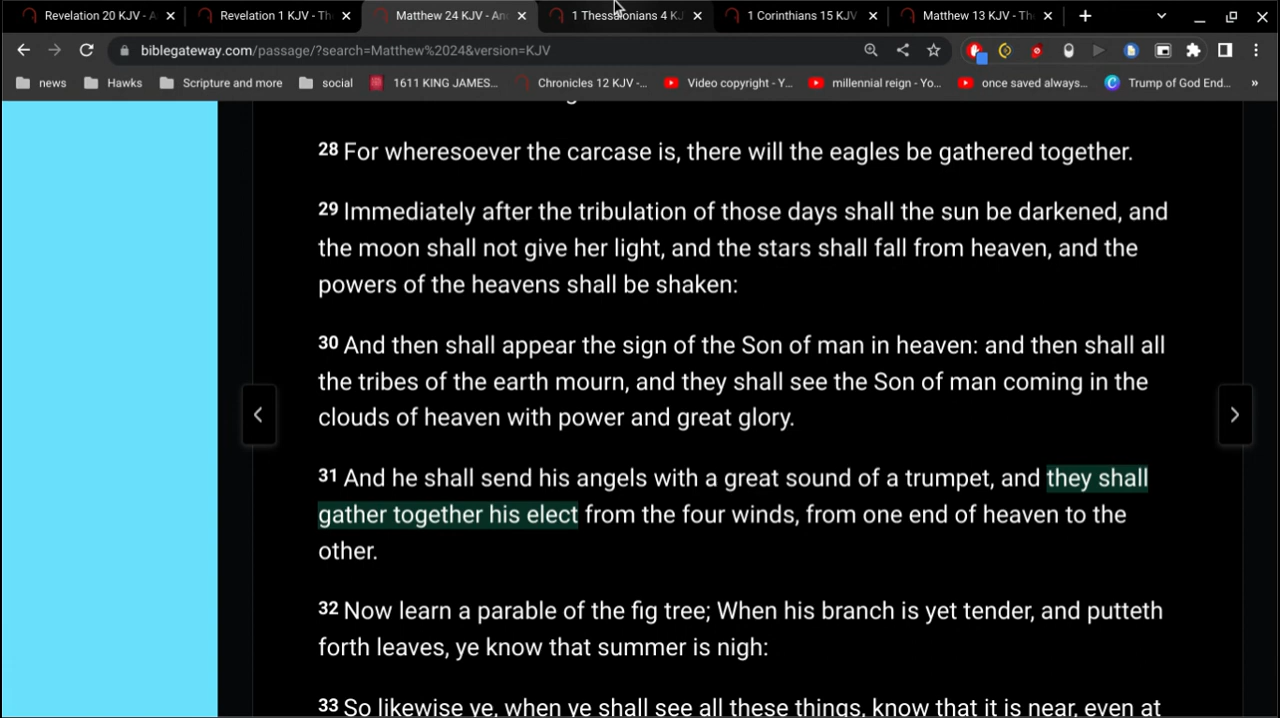 Revelation 20 KJV - A
Revelation 1 KJV - Th
Matthew 24 KJV - An
1 Thessalonians 4 KJ
1 Corinthians 15 KJV
Matthew 13 KJV - Th
biblegateway.com/passage/?search=Matthew%2024&version=KJV
news
Hawks
Scripture and more
social
1611 KING JAMES...
Chronicles 12 KJV -...
Video copyright - Y...
millennial reign - Yo...
once saved always...
Trump of God End...
»
28 For wheresoever the carcase is, there will the eagles be gathered together.
29 Immediately after the tribulation of those days shall the sun be darkened, and
the moon shall not give her light, and the stars shall fall from heaven, and the
powers of the heavens shall be shaken:
30 And then shall appear the sign of the Son of man in heaven: and then shall all
the tribes of the earth mourn, and they shall see the Son of man coming in the
clouds of heaven with power and great glory.
31 And he shall send his angels with a great sound of a trumpet, and they shall
gather together his elect from the four winds, from one end of heaven to the
other.
32 Now learn a parable of the fig tree; When his branch is yet tender, and putteth
forth leaves, ye know that summer is nigh:
33 So likewise ye, when ye shall see all these things, know that it is near, even at